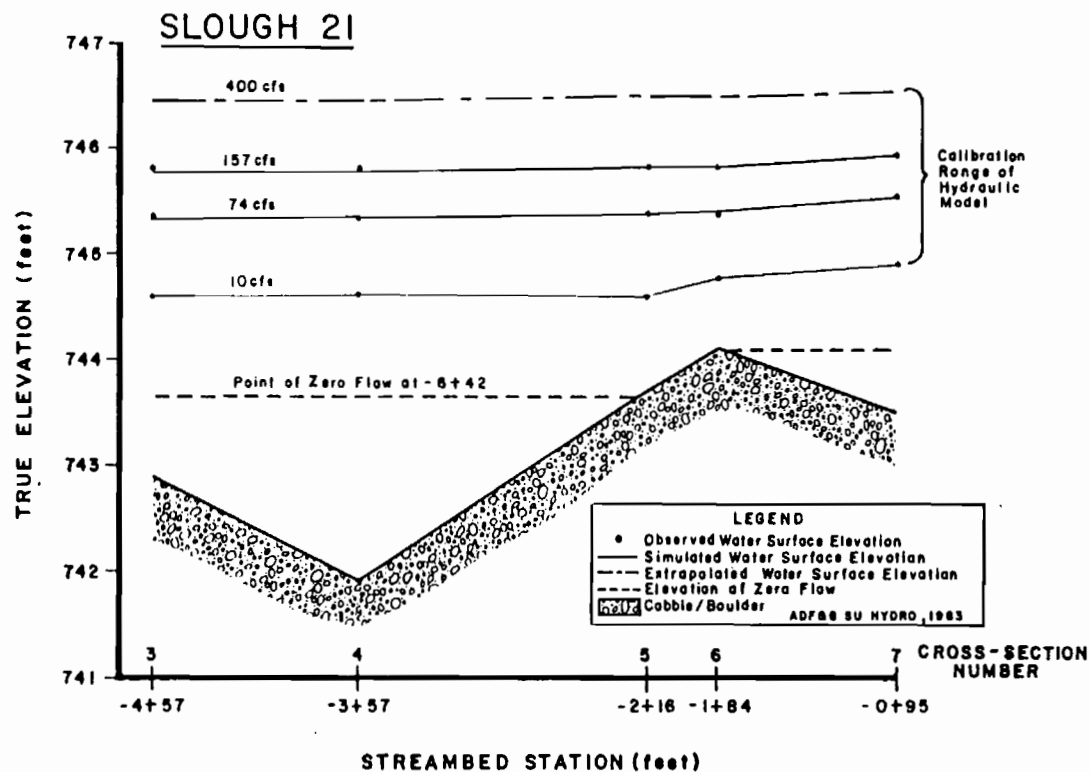 SLOUGH 21
747
746
745
744
743
742
741
TRUE ELEVATION (feet)
400 cfs
157 cfs
74 cfs
10 cfs
Calibration
Range of
Hydraulic
Model
Point of Zero Flow at -6+42
LEGEND
Observed Water Surface Elevation
Simulated Water Surface Elevation
Extrapolated Water Surface Elevation
Elevation of Zero Flow
Cobble/Boulder
ADF&G SU HYDRO, 1983
3 4 5 6 7
CROSS-SECTION
NUMBER
-4+57 -3+57 -2+16 -1+84 -0+95
STREAMBED STATION (feet)